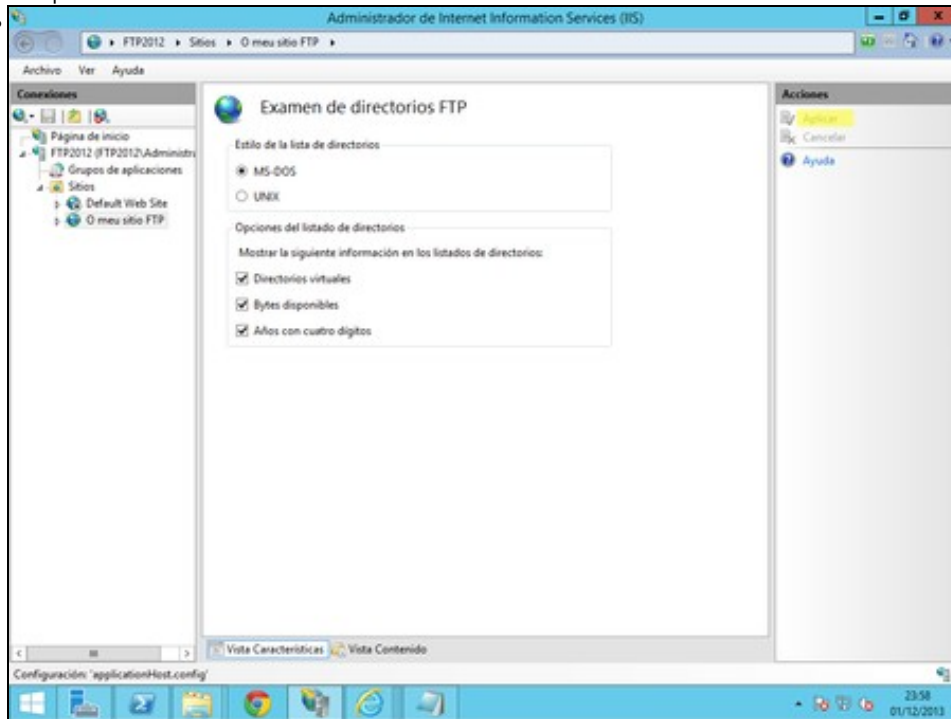 Administrador de Internet Information Services (IIS)
FTP2012 Sitios O meu sitio FTP
Archivo Ver Ayuda
Conexiones
Página de inicio
FTP2012 (FTP2012\Administr
Grupos de aplicaciones
Sitios
Default Web Site
O meu sitio FTP
Examen de directorios FTP
Estilo de la lista de directorios
MS-DOS
UNIX
Opciones del listado de directorios
Mostrar la siguiente información en los listados de directorios:
Directorios virtuales
Bytes disponibles
Años con cuatro dígitos
Acciones
Aplicar
Cancelar
Ayuda
Vista Características Vista Contenido
Configuración: 'applicationHost.config'
23:58
01/12/2013